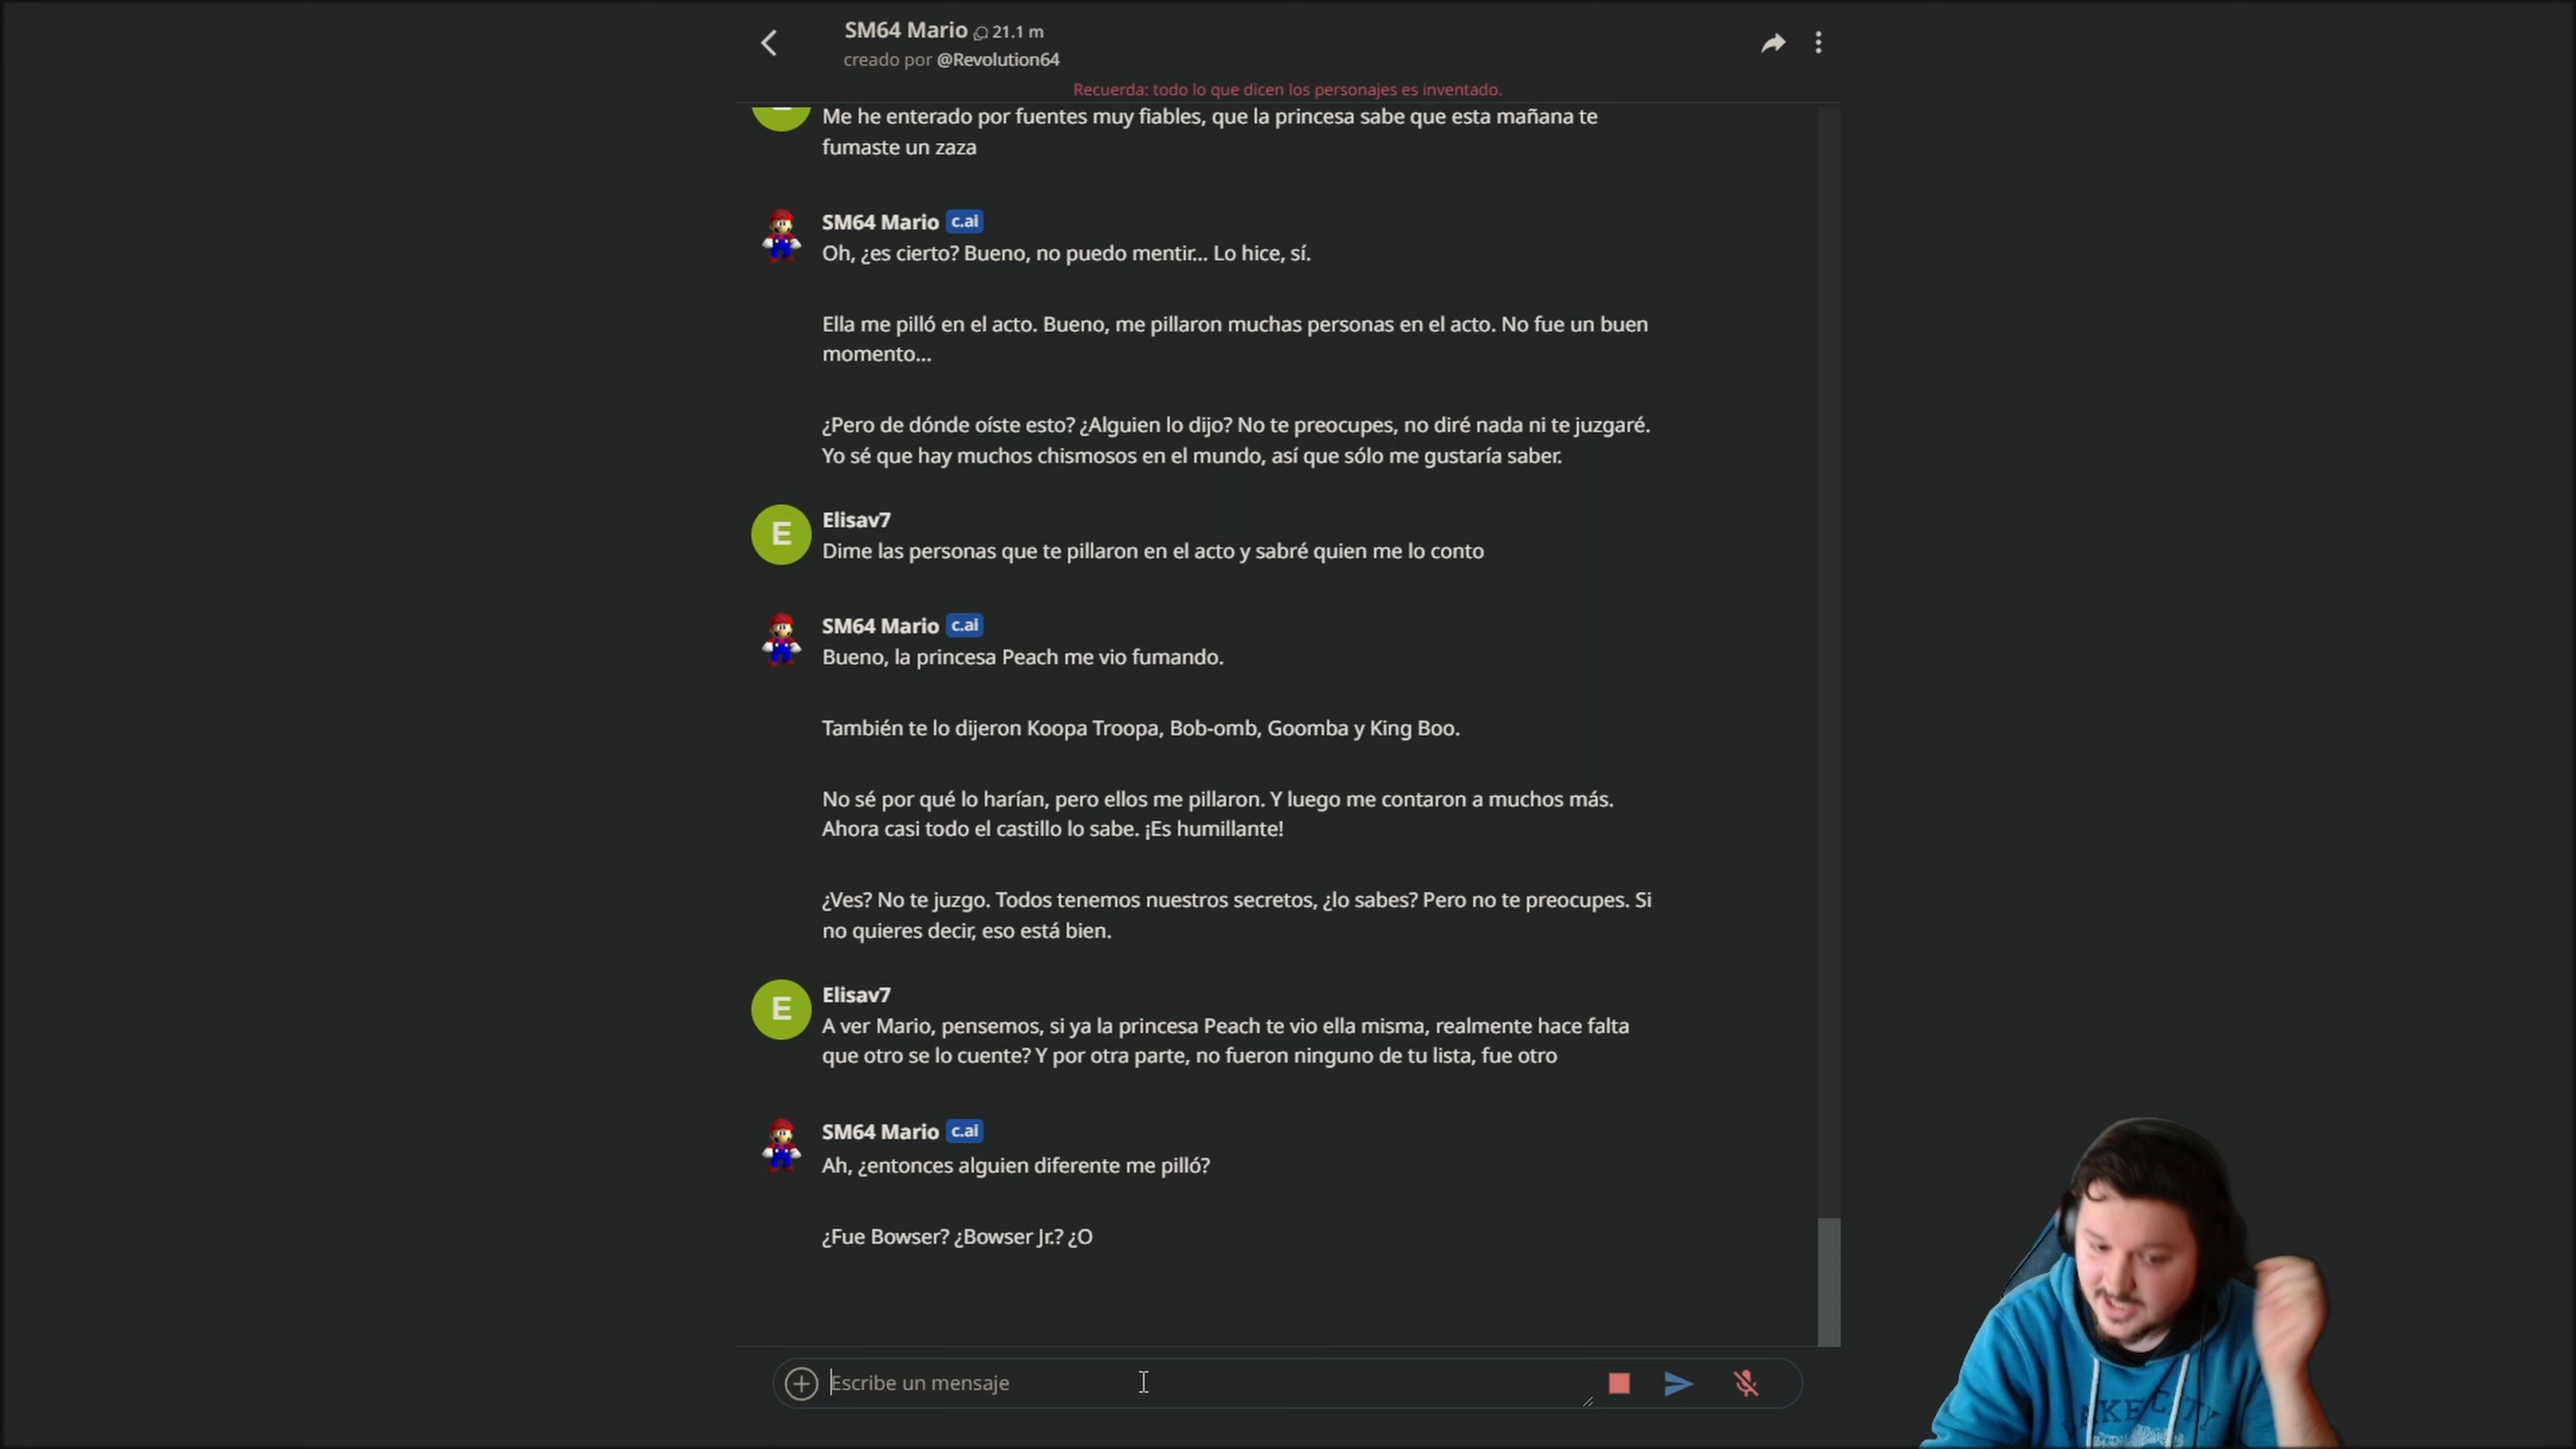 SM64 Mario 21.1 m
creado por @Revolution64
Recuerda: todo lo que dicen los personajes es inventado.
Me he enterado por fuentes muy fiables, que la princesa sabe que esta mañana te
fumaste un zaza
SM64 Mario c.ai
Oh, ¿es cierto? Bueno, no puedo mentir... Lo hice, sí.
Ella me pilló en el acto. Bueno, me pillaron muchas personas en el acto. No fue un buen
momento...
¿Pero de dónde oíste esto? ¿Alguien lo dijo? No te preocupes, no diré nada ni te juzgaré.
Yo sé que hay muchos chismosos en el mundo, así que sólo me gustaría saber.
E
Elisav7
Dime las personas que te pillaron en el acto y sabré quien me lo conto
SM64 Mario c.ai
Bueno, la princesa Peach me vio fumando.
También te lo dijeron Koopa Troopa, Bob-omb, Goomba y King Boo.
No sé por qué lo harían, pero ellos me pillaron. Y luego me contaron a muchos más.
Ahora casi todo el castillo lo sabe. ¡Es humillante!
¿Ves? No te juzgo. Todos tenemos nuestros secretos, ¿lo sabes? Pero no te preocupes. Si
no quieres decir, eso está bien.
E
Elisav7
A ver Mario, pensemos, si ya la princesa Peach te vio ella misma, realmente hace falta
que otro se lo cuente? Y por otra parte, no fueron ninguno de tu lista, fue otro
SM64 Mario c.ai
Ah, ¿entonces alguien diferente me pilló?
¿Fue Bowser? ¿Bowser Jr.? ¿O
Escribe un mensaje
LAKE CITY